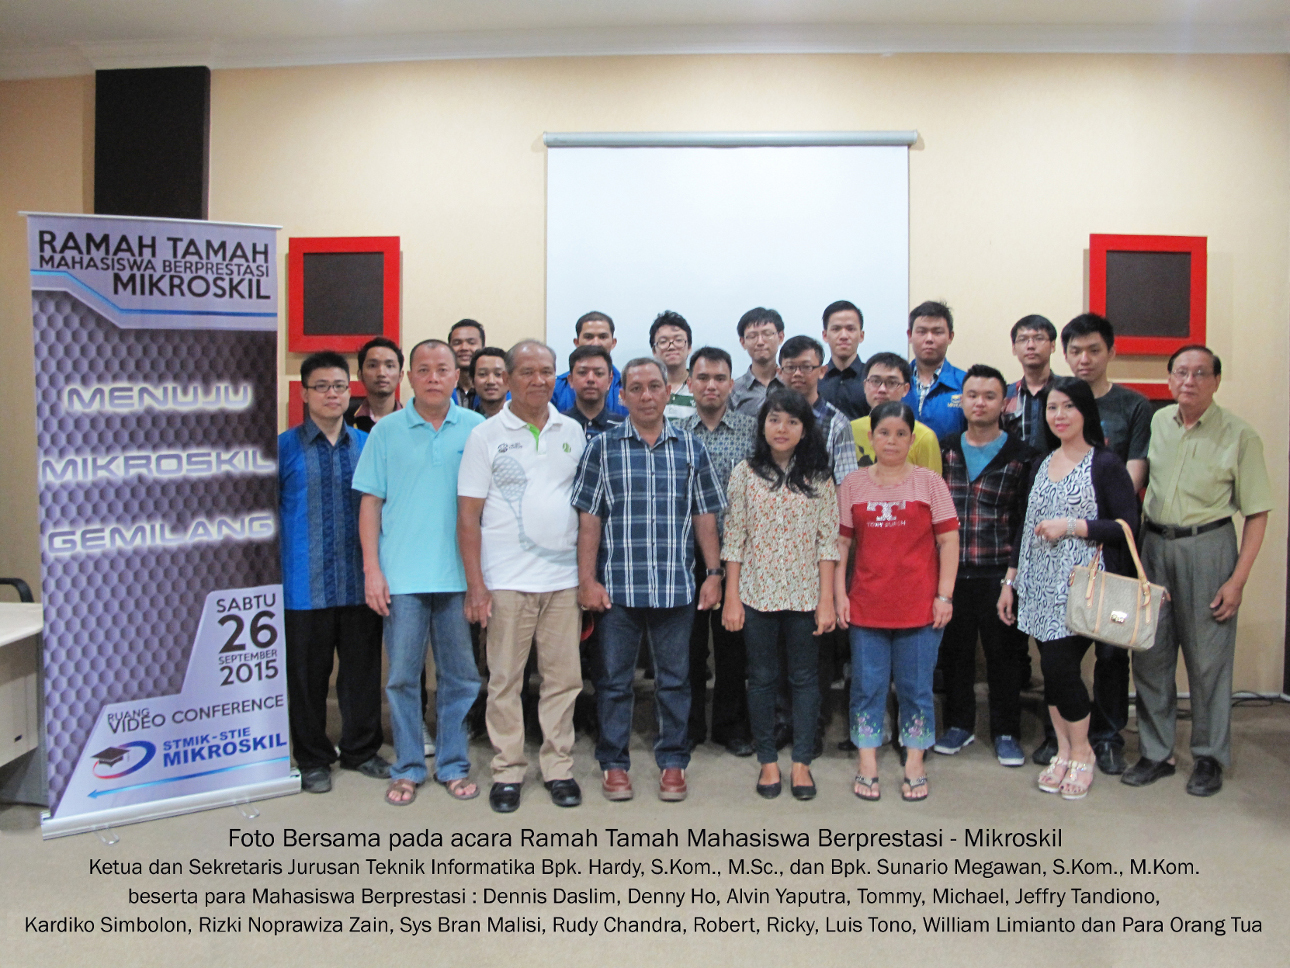 RAMAH TAMAH
MAHASISWA BERPRESTASI
MIKROSKIL
MENUJU
MIKROSKIL
GEMILANG
SABTU
26
SEPTEMBER
2015
RUANG
VIDEO CONFERENCE
STMIK-STIE
MIKROSKIL
Foto Bersama pada acara Ramah Tamah Mahasiswa Berprestasi - Mikroskil
Ketua dan Sekretaris Jurusan Teknik Informatika Bpk. Hardy, S.Kom., M.Sc., dan Bpk. Sunario Megawan, S.Kom., M.Kom.
beserta para Mahasiswa Berprestasi : Dennis Daslim, Denny Ho, Alvin Yaputra, Tommy, Michael, Jeffry Tandiono,
Kardiko Simbolon, Rizki Noprawiza Zain, Sys Bran Malisi, Rudy Chandra, Robert, Ricky, Luis Tono, William Limianto dan Para Orang Tua